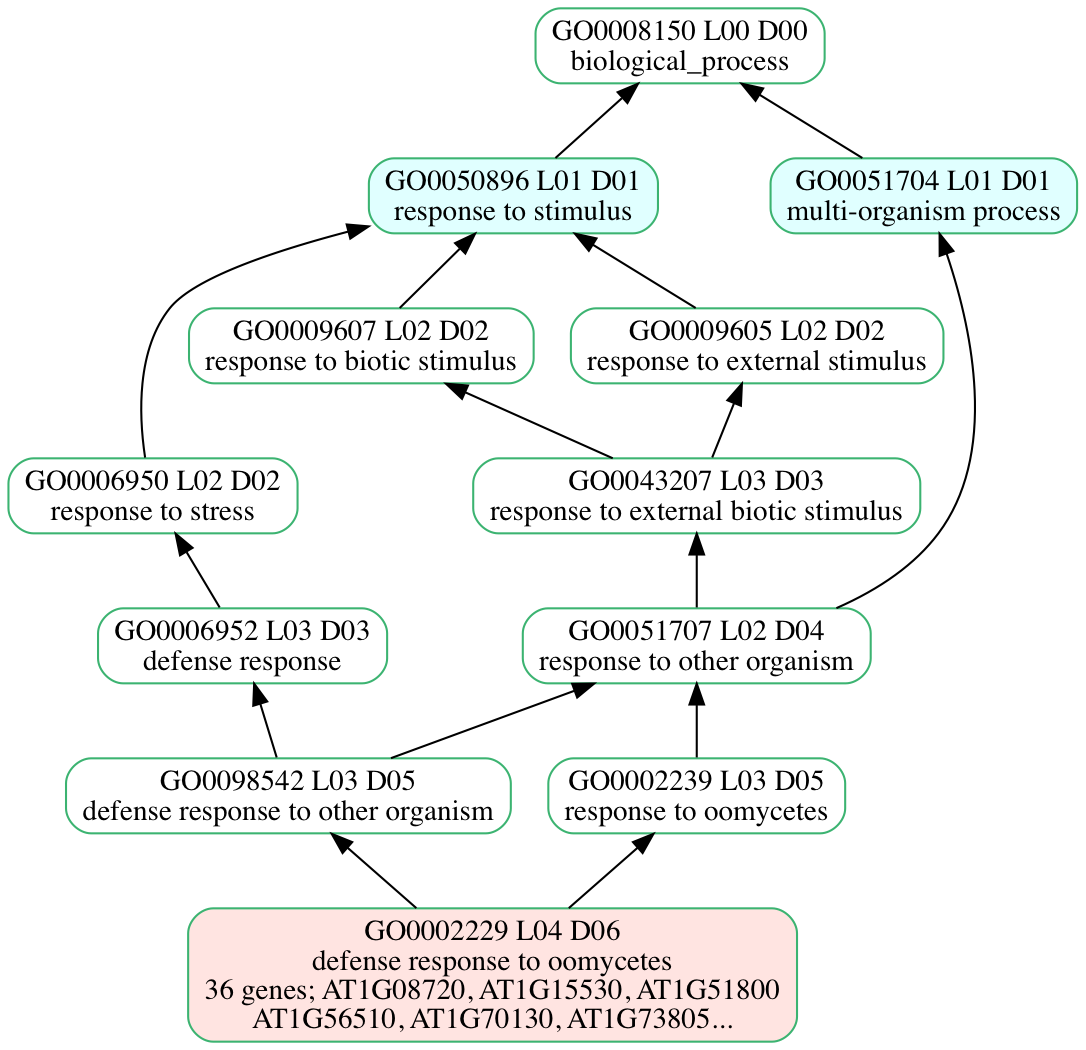 GO0008150 L00 D00
biological_process
GO0050896 L01 D01
response to stimulus
GO0051704 L01 D01
multi-organism process
GO0009607 L02 D02
response to biotic stimulus
GO0009605 L02 D02
response to external stimulus
GO0006950 L02 D02
response to stress
GO0043207 L03 D03
response to external biotic stimulus
GO0006952 L03 D03
defense response
GO0051707 L02 D04
response to other organism
GO0098542 L03 D05
defense response to other organism
GO0002239 L03 D05
response to oomycetes
GO0002229 L04 D06
defense response to oomycetes
36 genes; AT1G08720, AT1G15530, AT1G51800
AT1G56510, AT1G70130, AT1G73805...